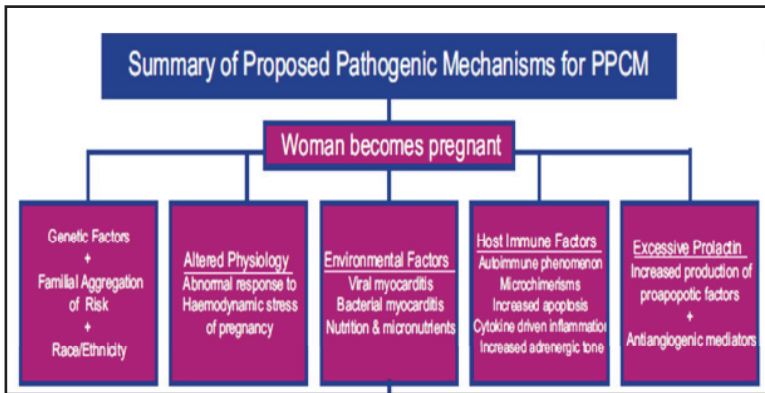 Summary of Proposed Pathogenic Mechanisms for PPCM
Woman becomes pregnant
Genetic Factors
+
Familial Aggregation
of Risk
+
Race/Ethnicity
Altered Physiology
Abnormal response to
Haemodynamic stress
of pregnancy
Environmental Factors
Viral myocarditis
Bacterial myocarditis
Nutrition & micronutrients
Host Immune Factors
Autoimmune phenomenon
Microchimerisms
Increased apoptosis
Cytokine driven inflammation
Increased adrenergic tone
Excessive Prolactin
Increased production of
proapopotic factors
+
Antiangiogenic mediators